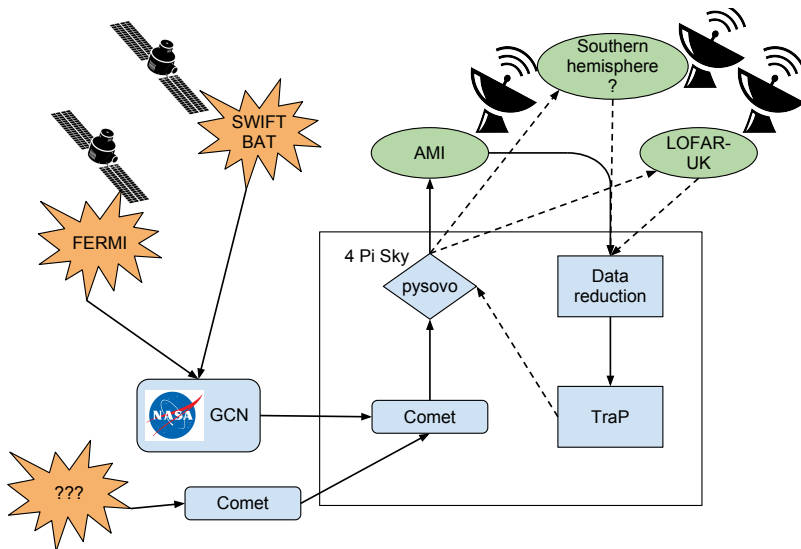 Southern
hemisphere
?
SWIFT
BAT
AMI
LOFAR-
UK
FERMI
4 Pi Sky
pysovo
Data
reduction
NASA
GCN
Comet
TraP
???
Comet